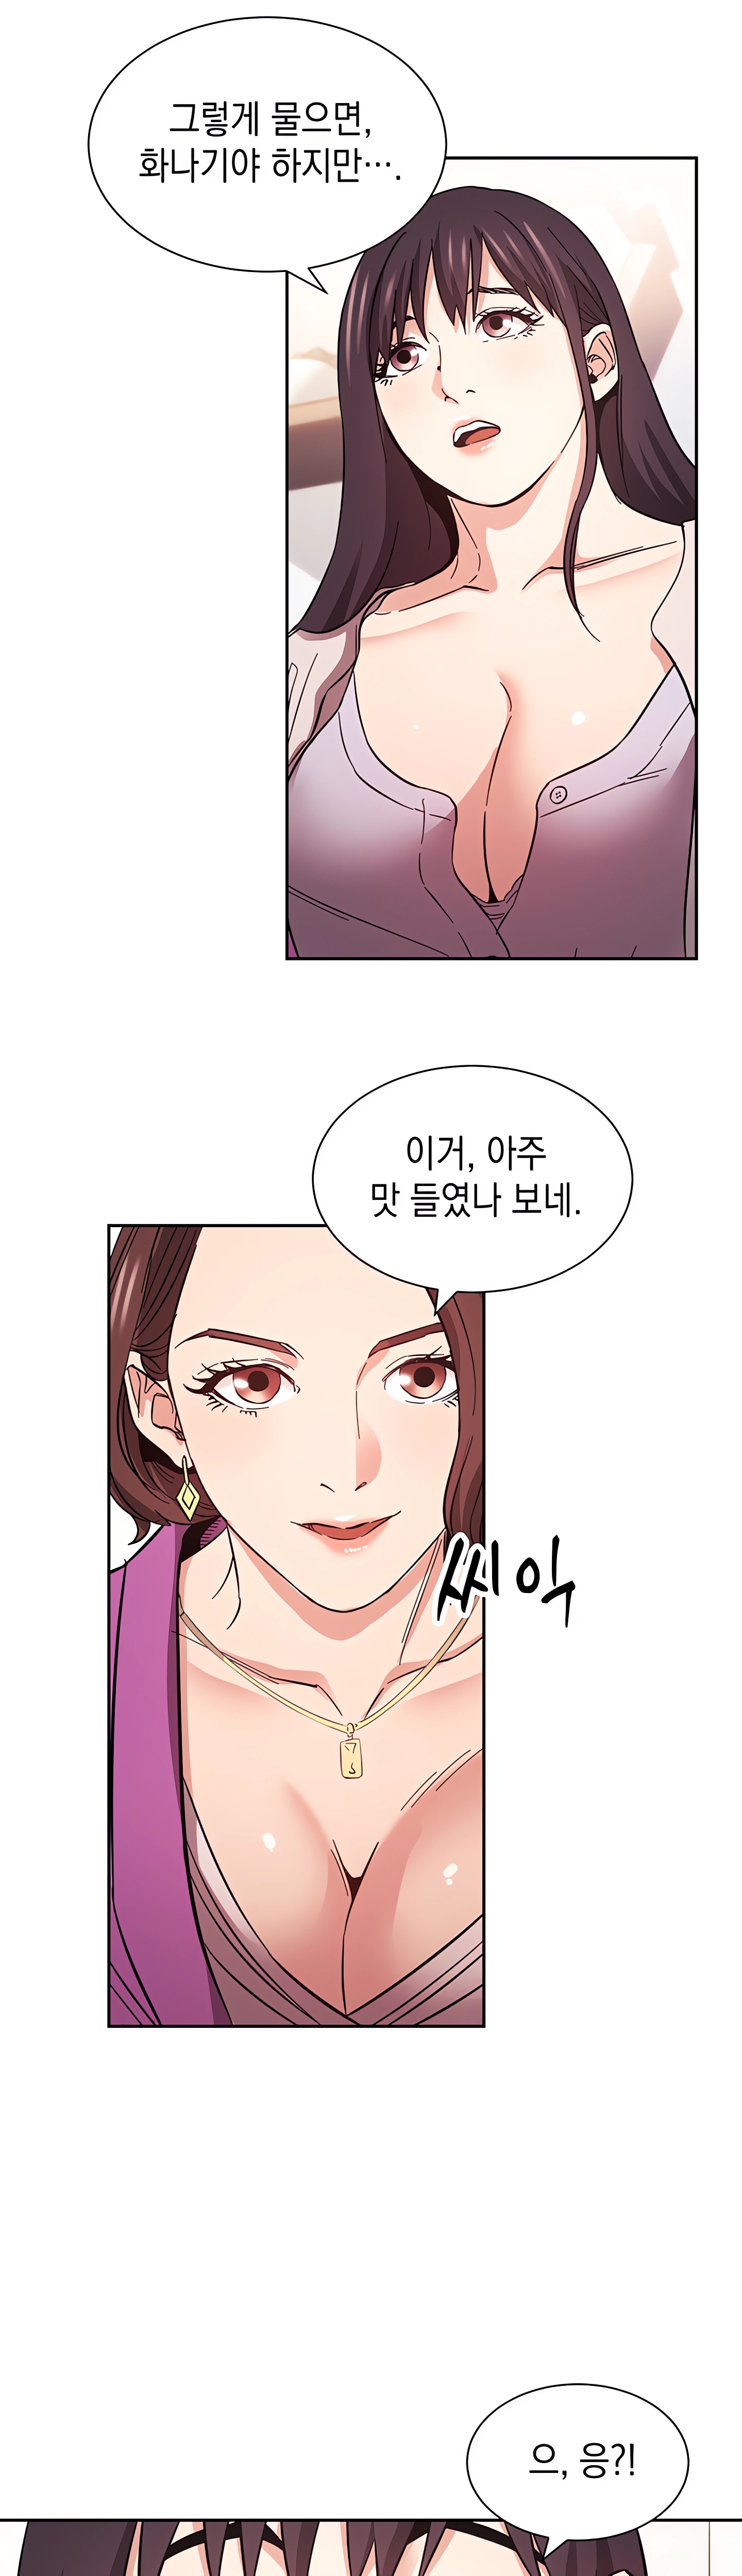 그렇게 물으면,
화나기야 하지만….
이거, 아주
맛 들였나 보네.
씨익
으, 응?!